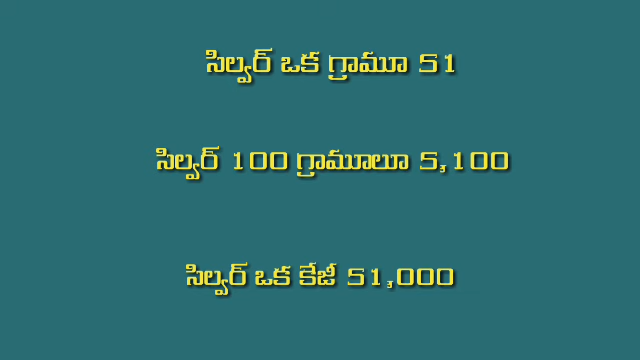 సిల్వర్ ఒక గ్రామూ 51
సిల్వర్ 100 గ్రామూలూ 5,100
సిల్వర్ ఒక కేజీ 51,000